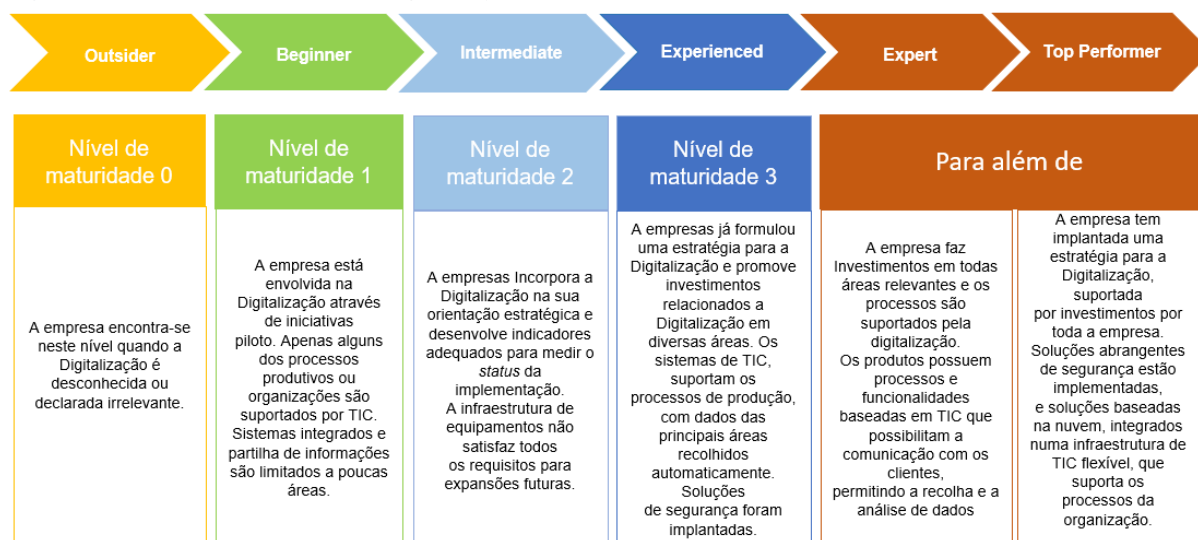 Outsider
Beginner
Intermediate
Experienced
Expert
Top Performer
Nível de
maturidade 0
Nível de
maturidade 1
Nível de
maturidade 2
Nível de
maturidade 3
Para além de
A empresa encontra-se
neste nível quando a
Digitalização é
desconhecida ou
declarada irrelevante.
A empresa está
envolvida na
Digitalização através
de iniciativas
piloto. Apenas alguns
dos processos
produtivos ou
organizações são
suportados por TIC.
Sistemas integrados e
partilha de informações
são limitados a poucas
áreas.
A empresas Incorpora a
Digitalização na sua
orientação estratégica e
desenvolve indicadores
adequados para medir o
status da
implementação.
A infraestrutura de
equipamentos não
satisfaz todos
os requisitos para
expansões futuras.
A empresas já formulou
uma estratégia para a
Digitalização e promove
investimentos
relacionados a
Digitalização em
diversas áreas. Os
sistemas de TIC,
suportam os
processos de produção,
com dados das
principais áreas
recolhidos
automaticamente.
Soluções
de segurança foram
implantadas.
A empresa faz
Investimentos em todas
áreas relevantes e os
processos são
suportados pela
digitalização.
Os produtos possuem
processos e
funcionalidades
baseadas em TIC que
possibilitam a
comunicação com os
clientes,
permitindo a recolha e a
análise de dados
A empresa tem
implantada uma
estratégia para a
Digitalização,
suportada
por investimentos por
toda a empresa.
Soluções abrangentes
de segurança estão
implementadas,
e soluções baseadas
na nuvem, integrados
numa infraestrutura de
TIC flexível, que
suporta os
processos da
organização.